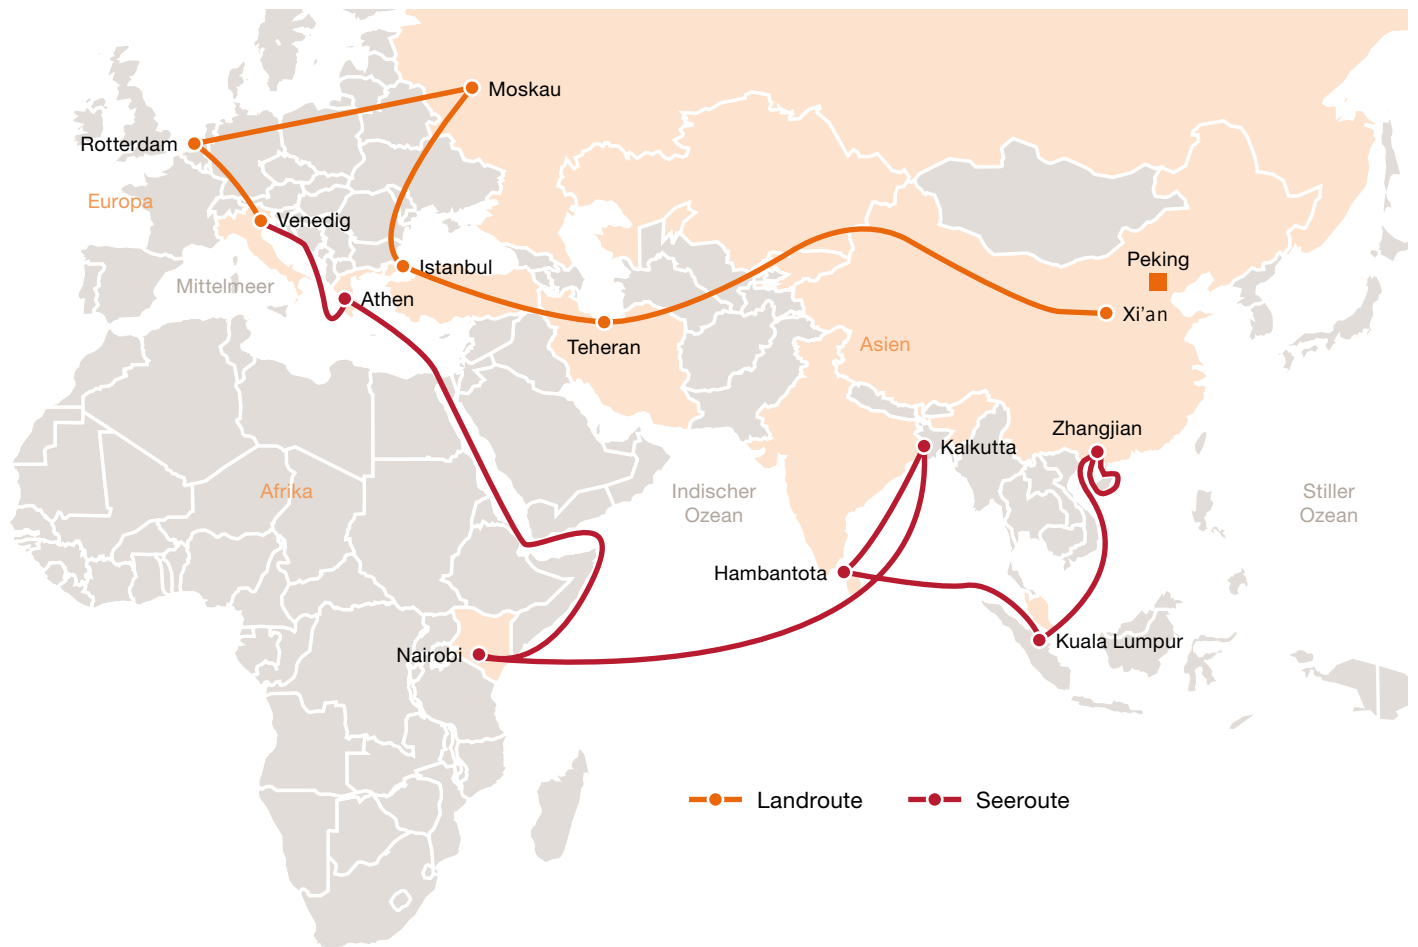 Moskau
Rotterdam
Europa
Venedig
Istanbul
Peking
Mittelmeer
Athen
Xi'an
Teheran
Asien
Zhangjian
Kalkutta
Afrika
Indischer
Ozean
Stiller
Ozean
Hambantota
Kuala Lumpur
Nairobi
Landroute
Seeroute